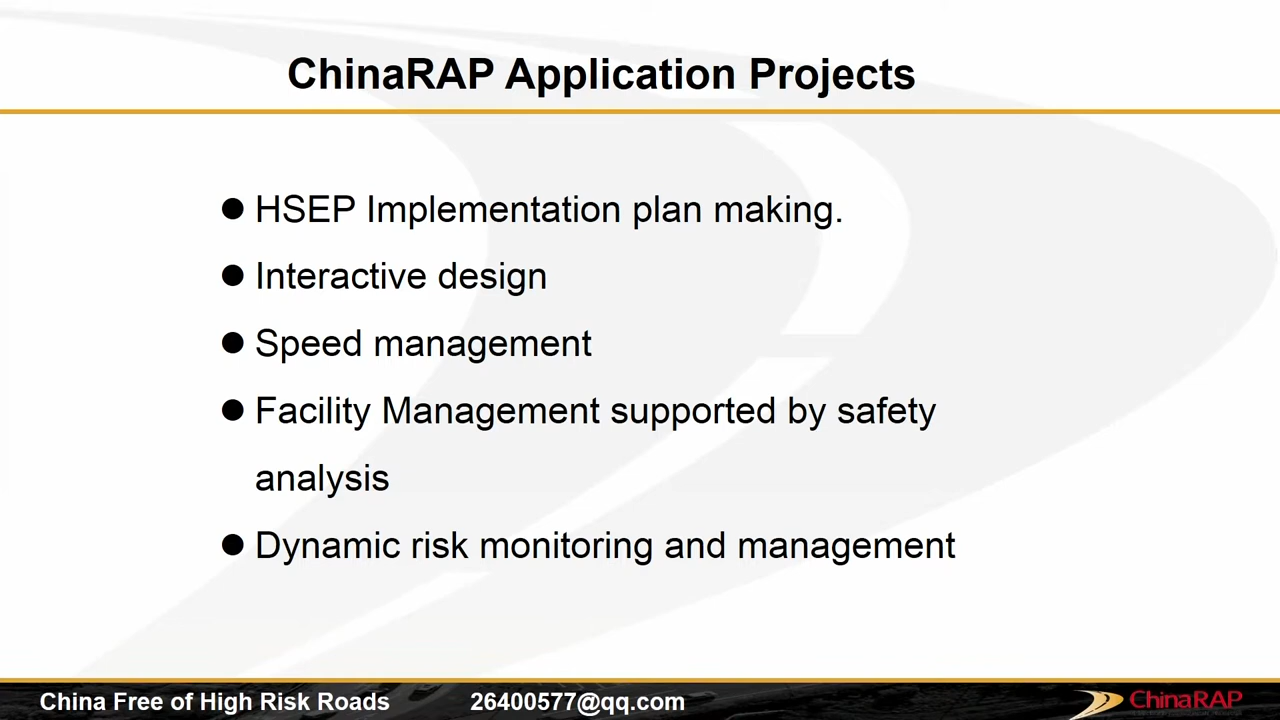 ChinaRAP Application Projects
● HSEP Implementation plan making.
● Interactive design
● Speed management
● Facility Management supported by safety
analysis
● Dynamic risk monitoring and management
China Free of High Risk Roads 26400577@qq.com ChinaRAP